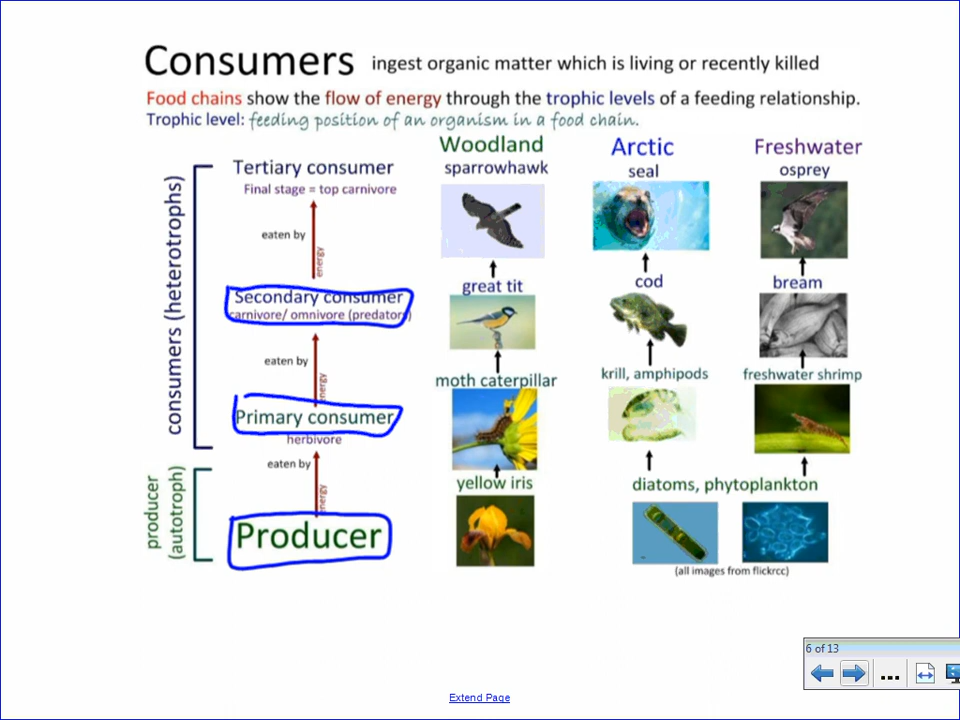 Consumers ingest organic matter which is living or recently killed
Food chains show the flow of energy through the trophic levels of a feeding relationship.
Trophic level: feeding position of an organism in a food chain.
Woodland Arctic Freshwater
Tertiary consumer sparrowhawk seal osprey
Final stage = top carnivore
eaten by
energy
consumers (heterotrophs)
Secondary consumer great tit cod bream
carnivore/ omnivore (predator)
eaten by
energy
moth caterpillar krill, amphipods freshwater shrimp
Primary consumer
herbivore
eaten by
energy
yellow iris diatoms, phytoplankton
producer
(autotroph)
Producer
(all images from flickrcc)
6 of 13
...
Extend Page